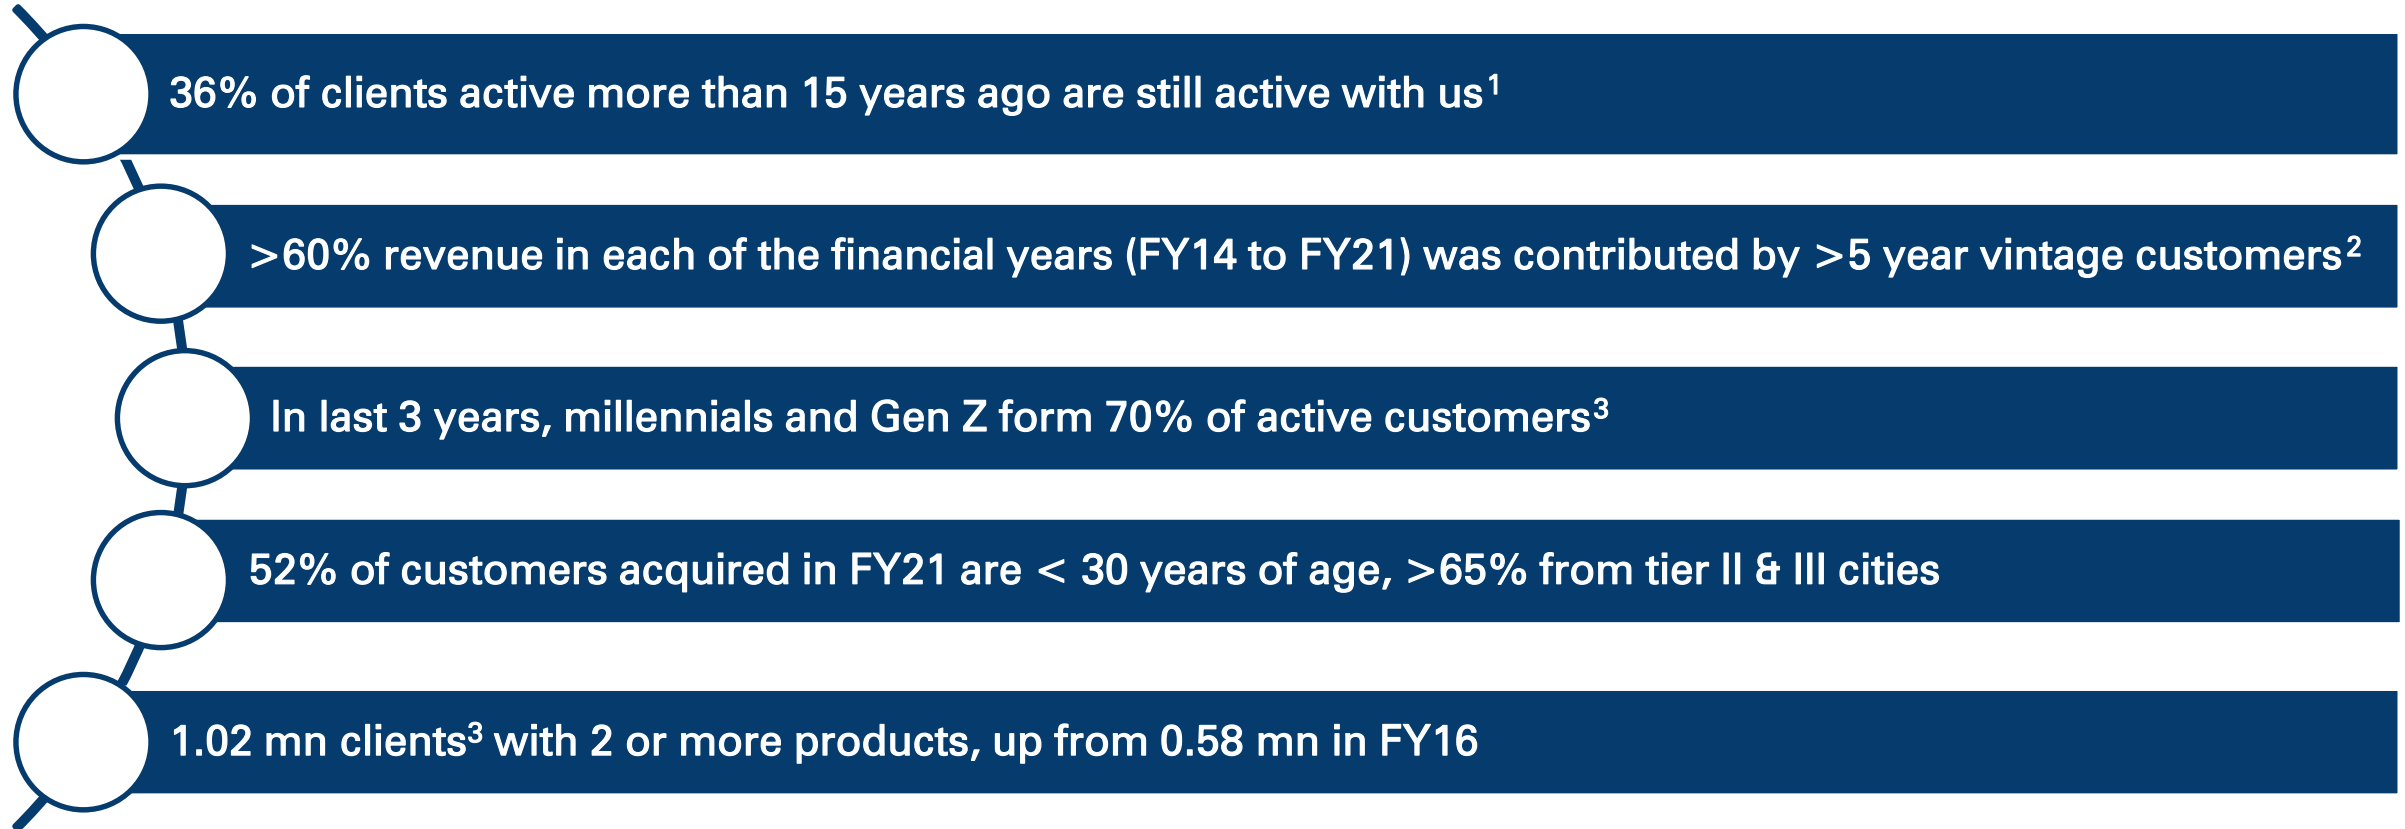 36% of clients active more than 15 years ago are still active with us¹
>60% revenue in each of the financial years (FY14 to FY21) was contributed by >5 year vintage customers²
In last 3 years, millennials and Gen Z form 70% of active customers³
52% of customers acquired in FY21 are < 30 years of age, >65% from tier II & III cities
1.02 mn clients³ with 2 or more products, up from 0.58 mn in FY16